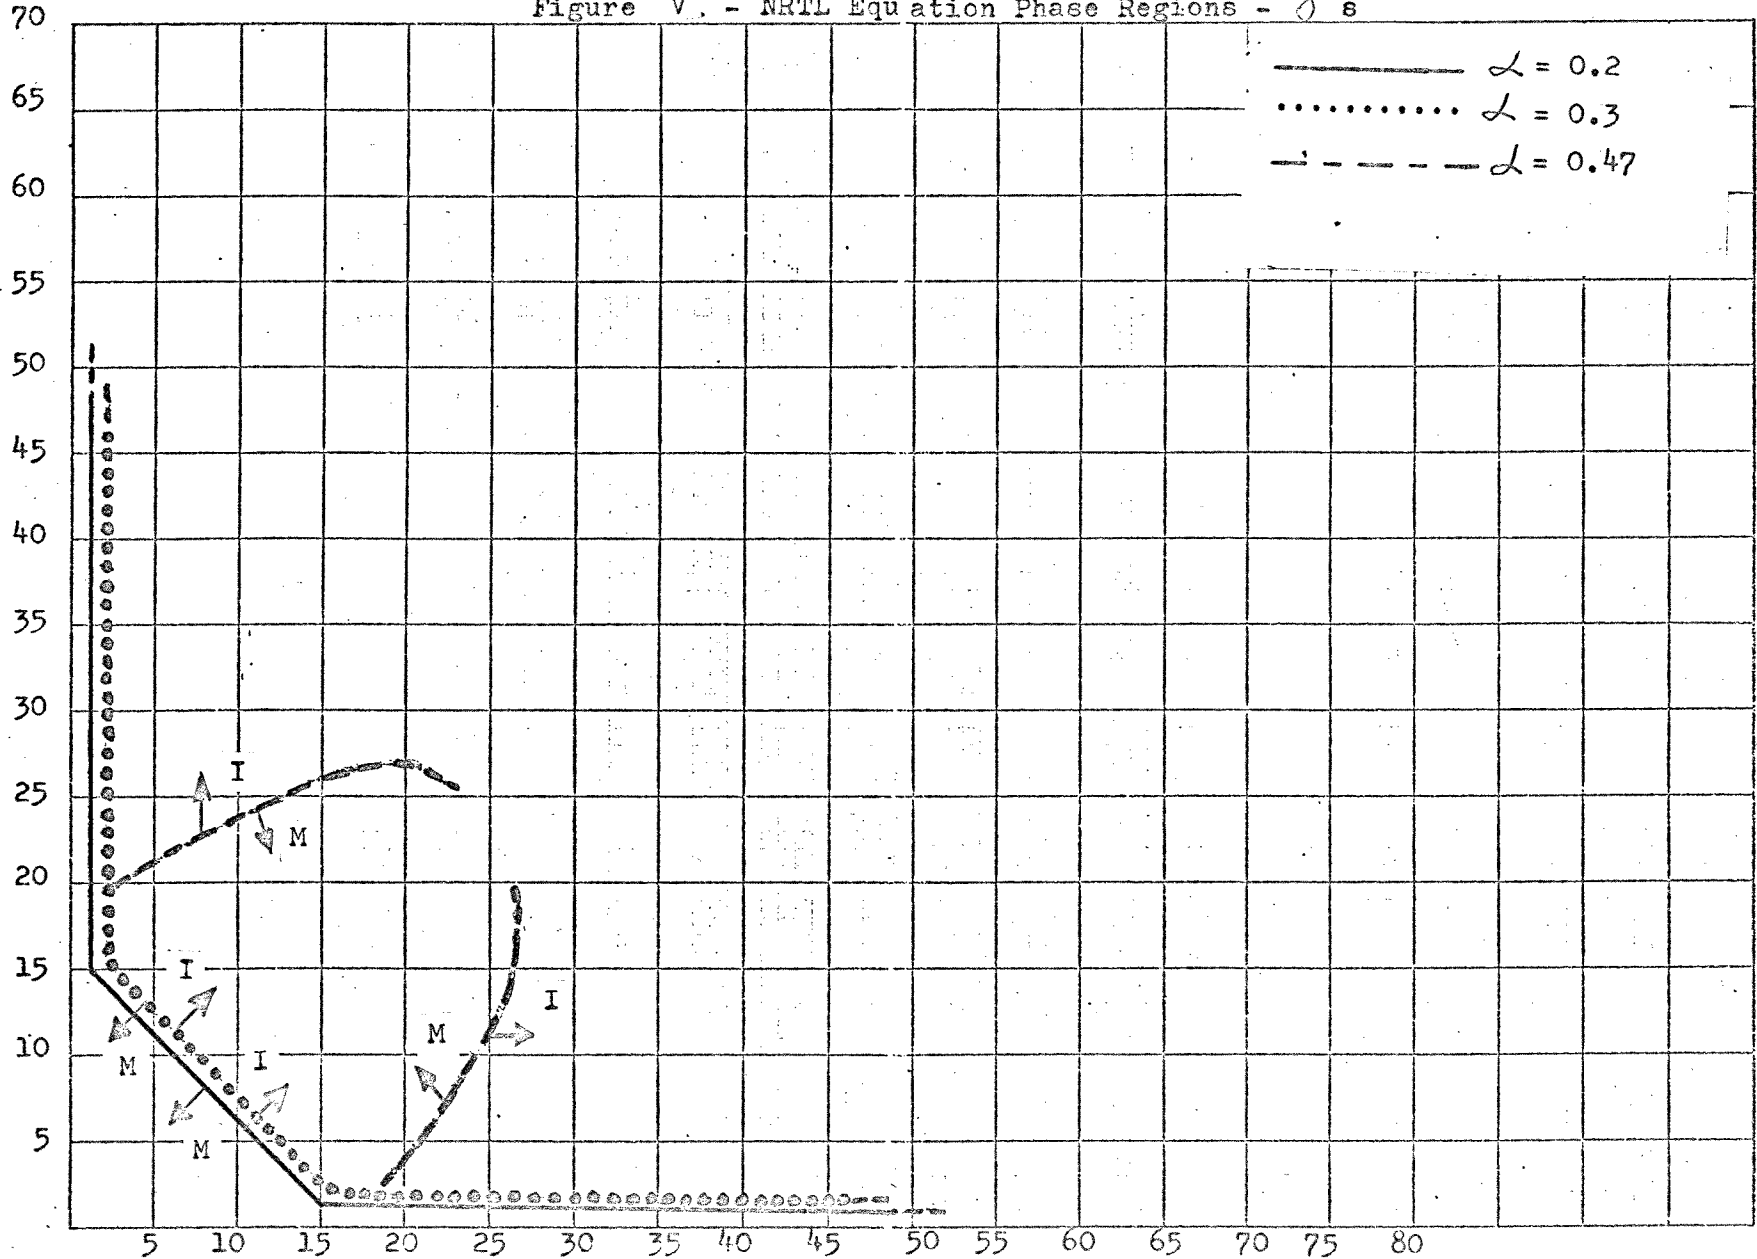 Figure V. - NRTL Equation Phase Regions - s
α = 0.2
α = 0.3
α = 0.47
70
65
60
55
50
45
40
35
30
25
20
15
10
5
I
M
I
M
I
M
M
I
5 10 15 20 25 30 35 40 45 50 55 60 65 70 75 80